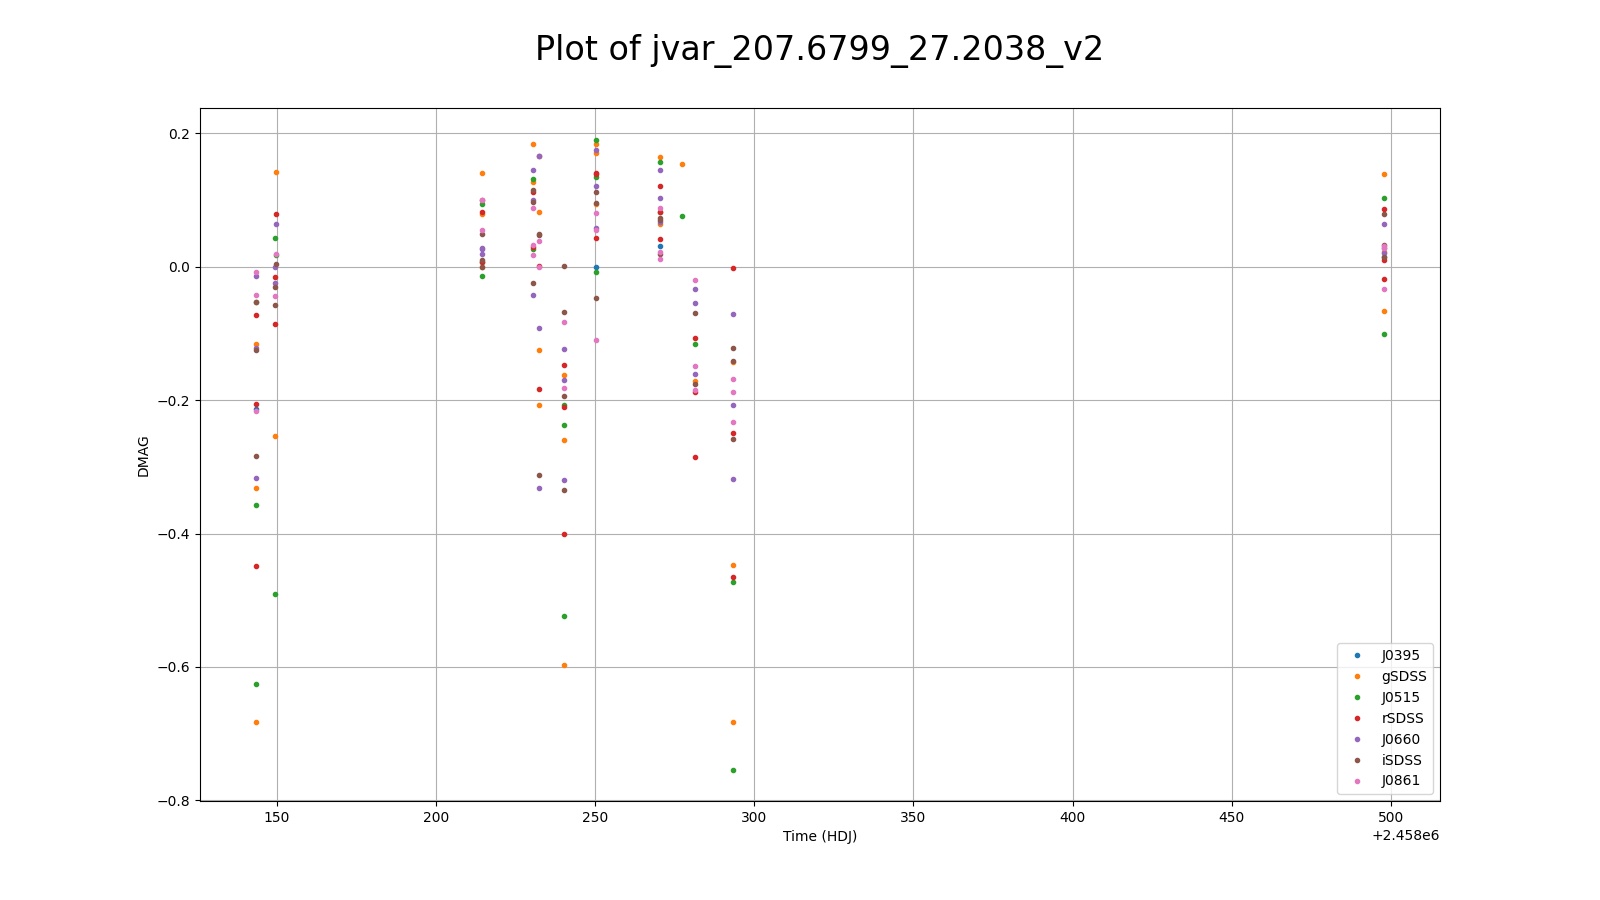 Plot of jvar_207.6799_27.2038_v2
0.2
0.0
−0.2
−0.4
−0.6
−0.8
DMAG
150
200
250
300
350
400
450
500
Time (HDJ)
+2.458e6
J0395
gSDSS
J0515
rSDSS
J0660
iSDSS
J0861